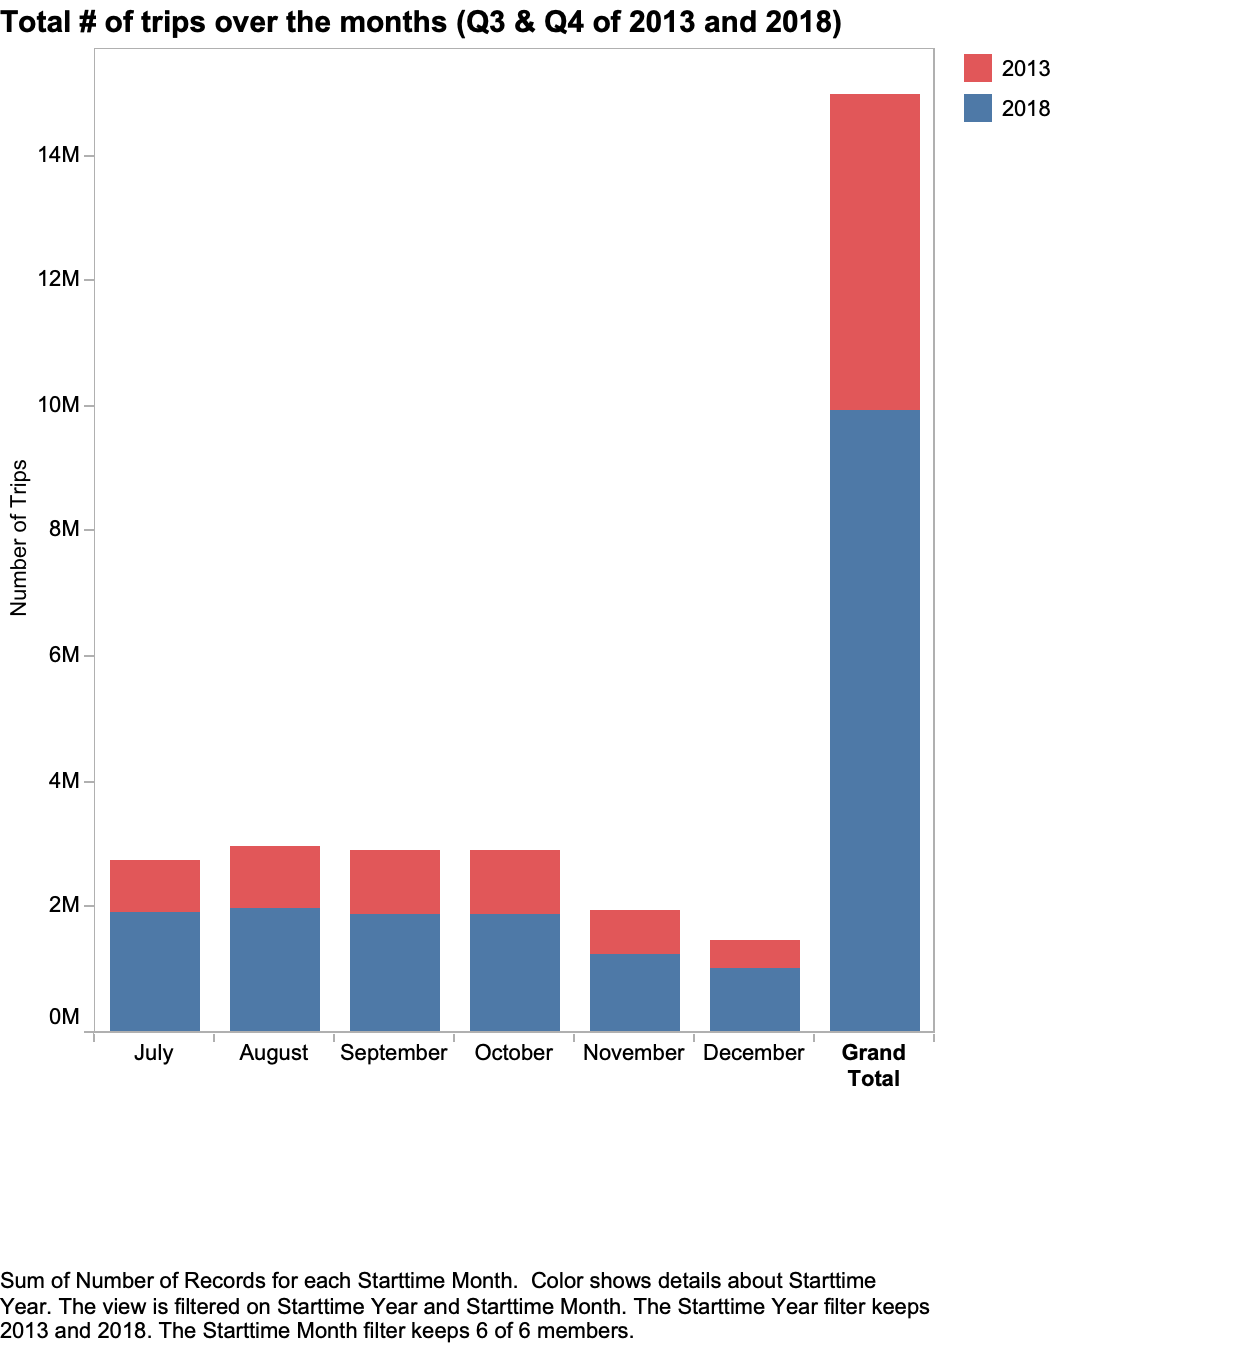 Total # of trips over the months (Q3 & Q4 of 2013 and 2018)
2013
2018
14M
12M
10M
8M
6M
4M
2M
0M
Number of Trips
July
August
September
October
November
December
Grand
Total
Sum of Number of Records for each Starttime Month.  Color shows details about Starttime
Year. The view is filtered on Starttime Year and Starttime Month. The Starttime Year filter keeps
2013 and 2018. The Starttime Month filter keeps 6 of 6 members.